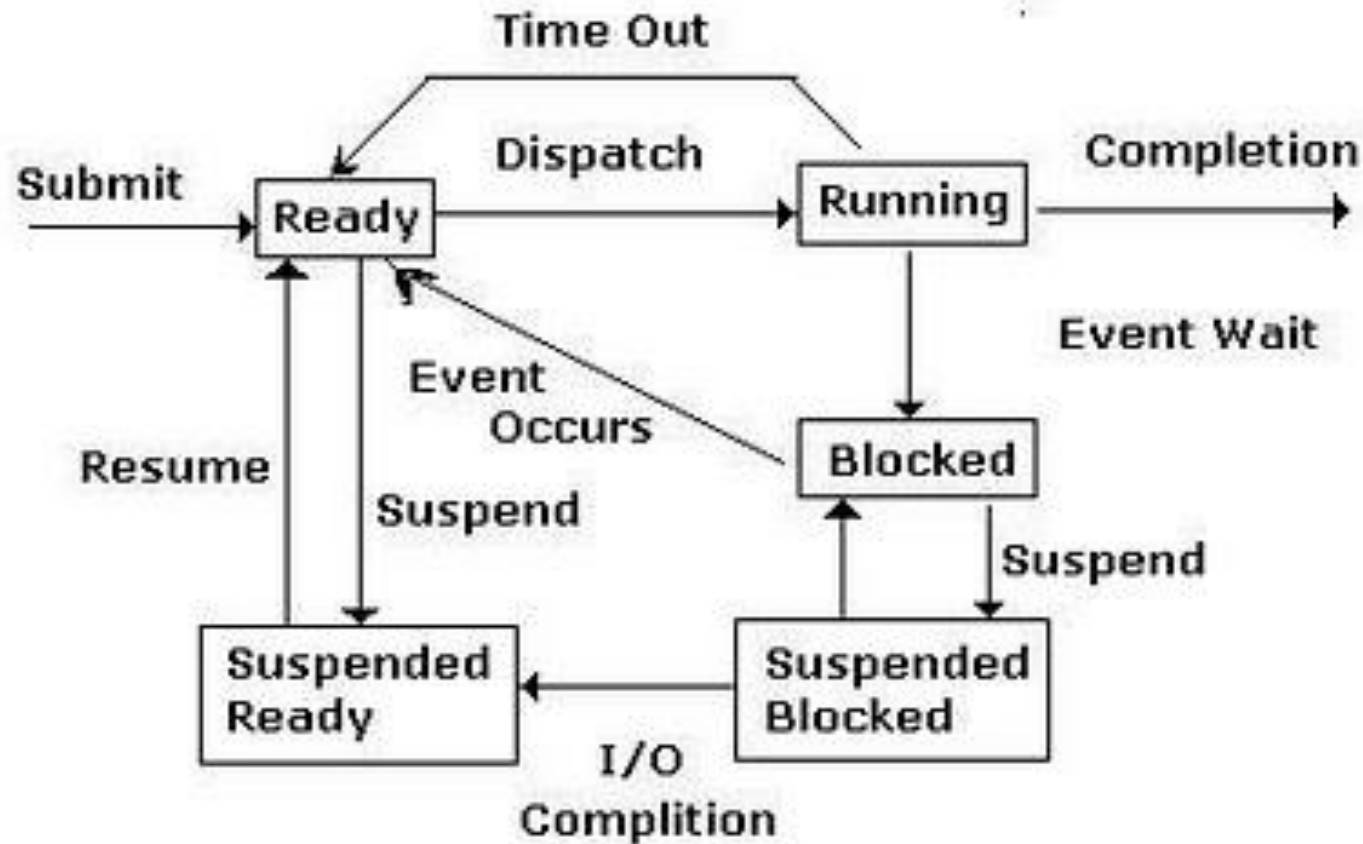 Time Out
Dispatch
Completion
Submit
Ready
Running
Event Wait
Event
Occurs
Blocked
Resume
Suspend
Suspend
Suspended
Ready
Suspended
Blocked
I/O
Complition